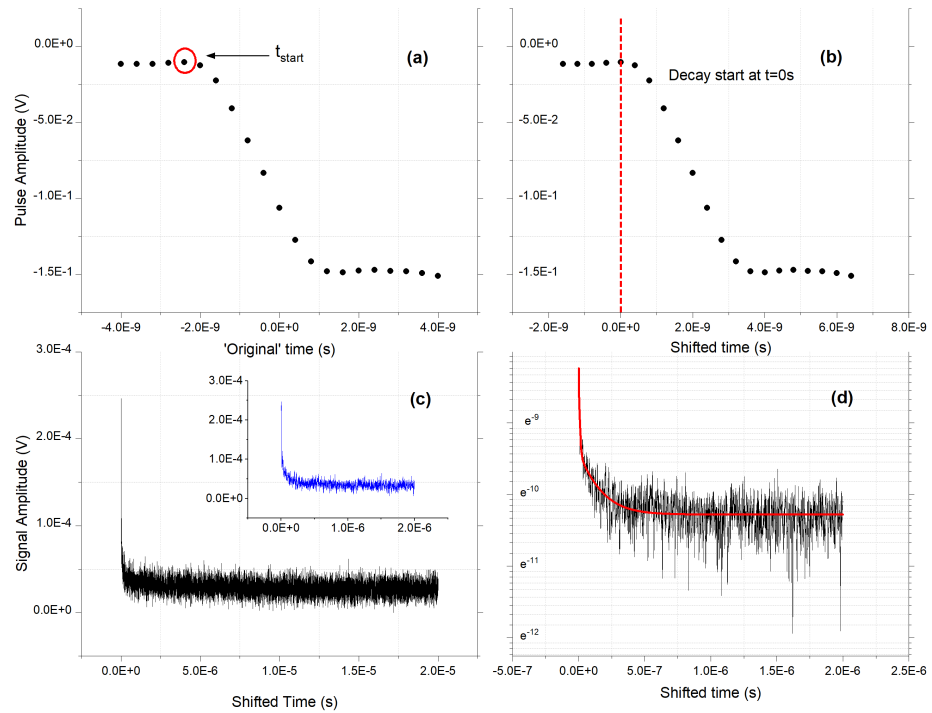 (a)
t_start
0.0E+0
-5.0E-2
-1.0E-1
-1.5E-1
Pulse Amplitude (V)
-4.0E-9 -2.0E-9 0.0E+0 2.0E-9 4.0E-9
'Original' time (s)
(b)
Decay start at t=0s
0.0E+0
-5.0E-2
-1.0E-1
-1.5E-1
-2.0E-9 0.0E+0 2.0E-9 4.0E-9 6.0E-9 8.0E-9
Shifted time (s)
(c)
3.0E-4
2.0E-4
1.0E-4
0.0E+0
Signal Amplitude (V)
3.0E-4
2.0E-4
1.0E-4
0.0E+0
0.0E+0 1.0E-6 2.0E-6
0.0E+0 5.0E-6 1.0E-5 1.5E-5 2.0E-5
Shifted Time (s)
(d)
e^-9
e^-10
e^-11
e^-12
-5.0E-7 0.0E+0 5.0E-7 1.0E-6 1.5E-6 2.0E-6 2.5E-6
Shifted time (s)